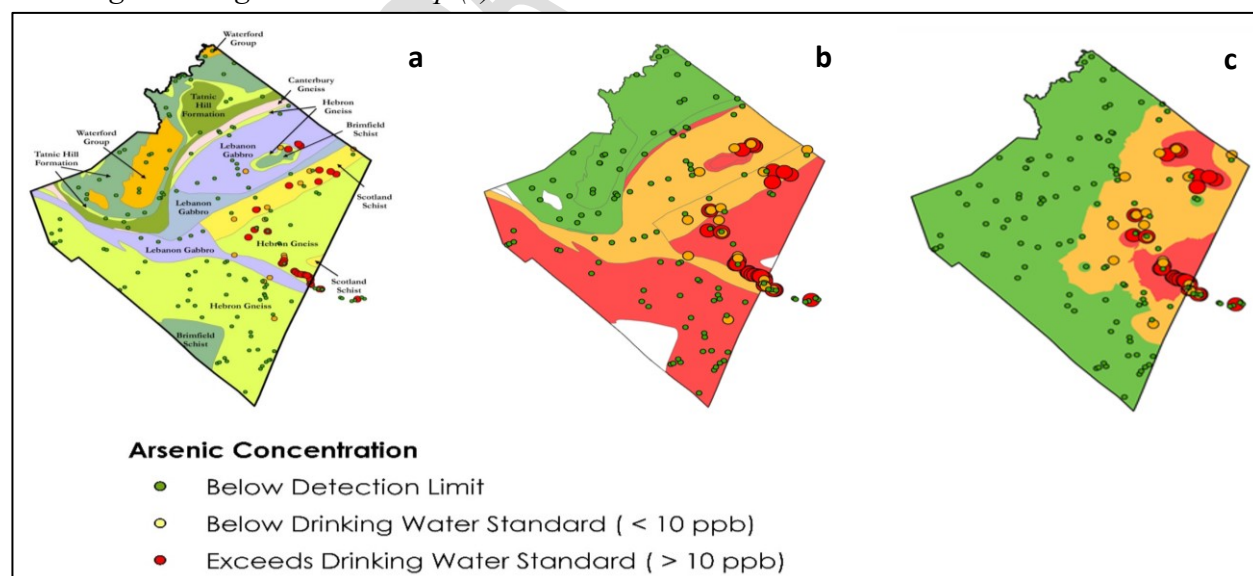 Waterford
Group
a
b
c
Canterbury
Gneiss
Tatnic
Hill
Formation
Hebron
Gneiss
Waterford
Group
Brimfield
Schist
Tatnic Hill
Formation
Lebanon
Gabbro
Scotland
Schist
Lebanon
Gabbro
Lebanon Gabbro
Hebron Gneiss
Scotland
Schist
Hebron Gneiss
Brimfield
Schist
Arsenic Concentration
Below Detection Limit
Below Drinking Water Standard ( < 10 ppb)
Exceeds Drinking Water Standard ( > 10 ppb)